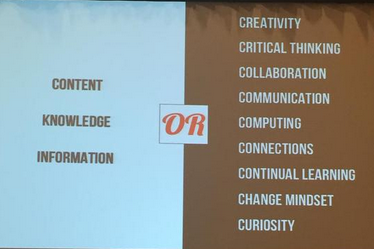 CONTENT
KNOWLEDGE
INFORMATION
OR
CREATIVITY
CRITICAL THINKING
COLLABORATION
COMMUNICATION
COMPUTING
CONNECTIONS
CONTINUAL LEARNING
CHANGE MINDSET
CURIOSITY